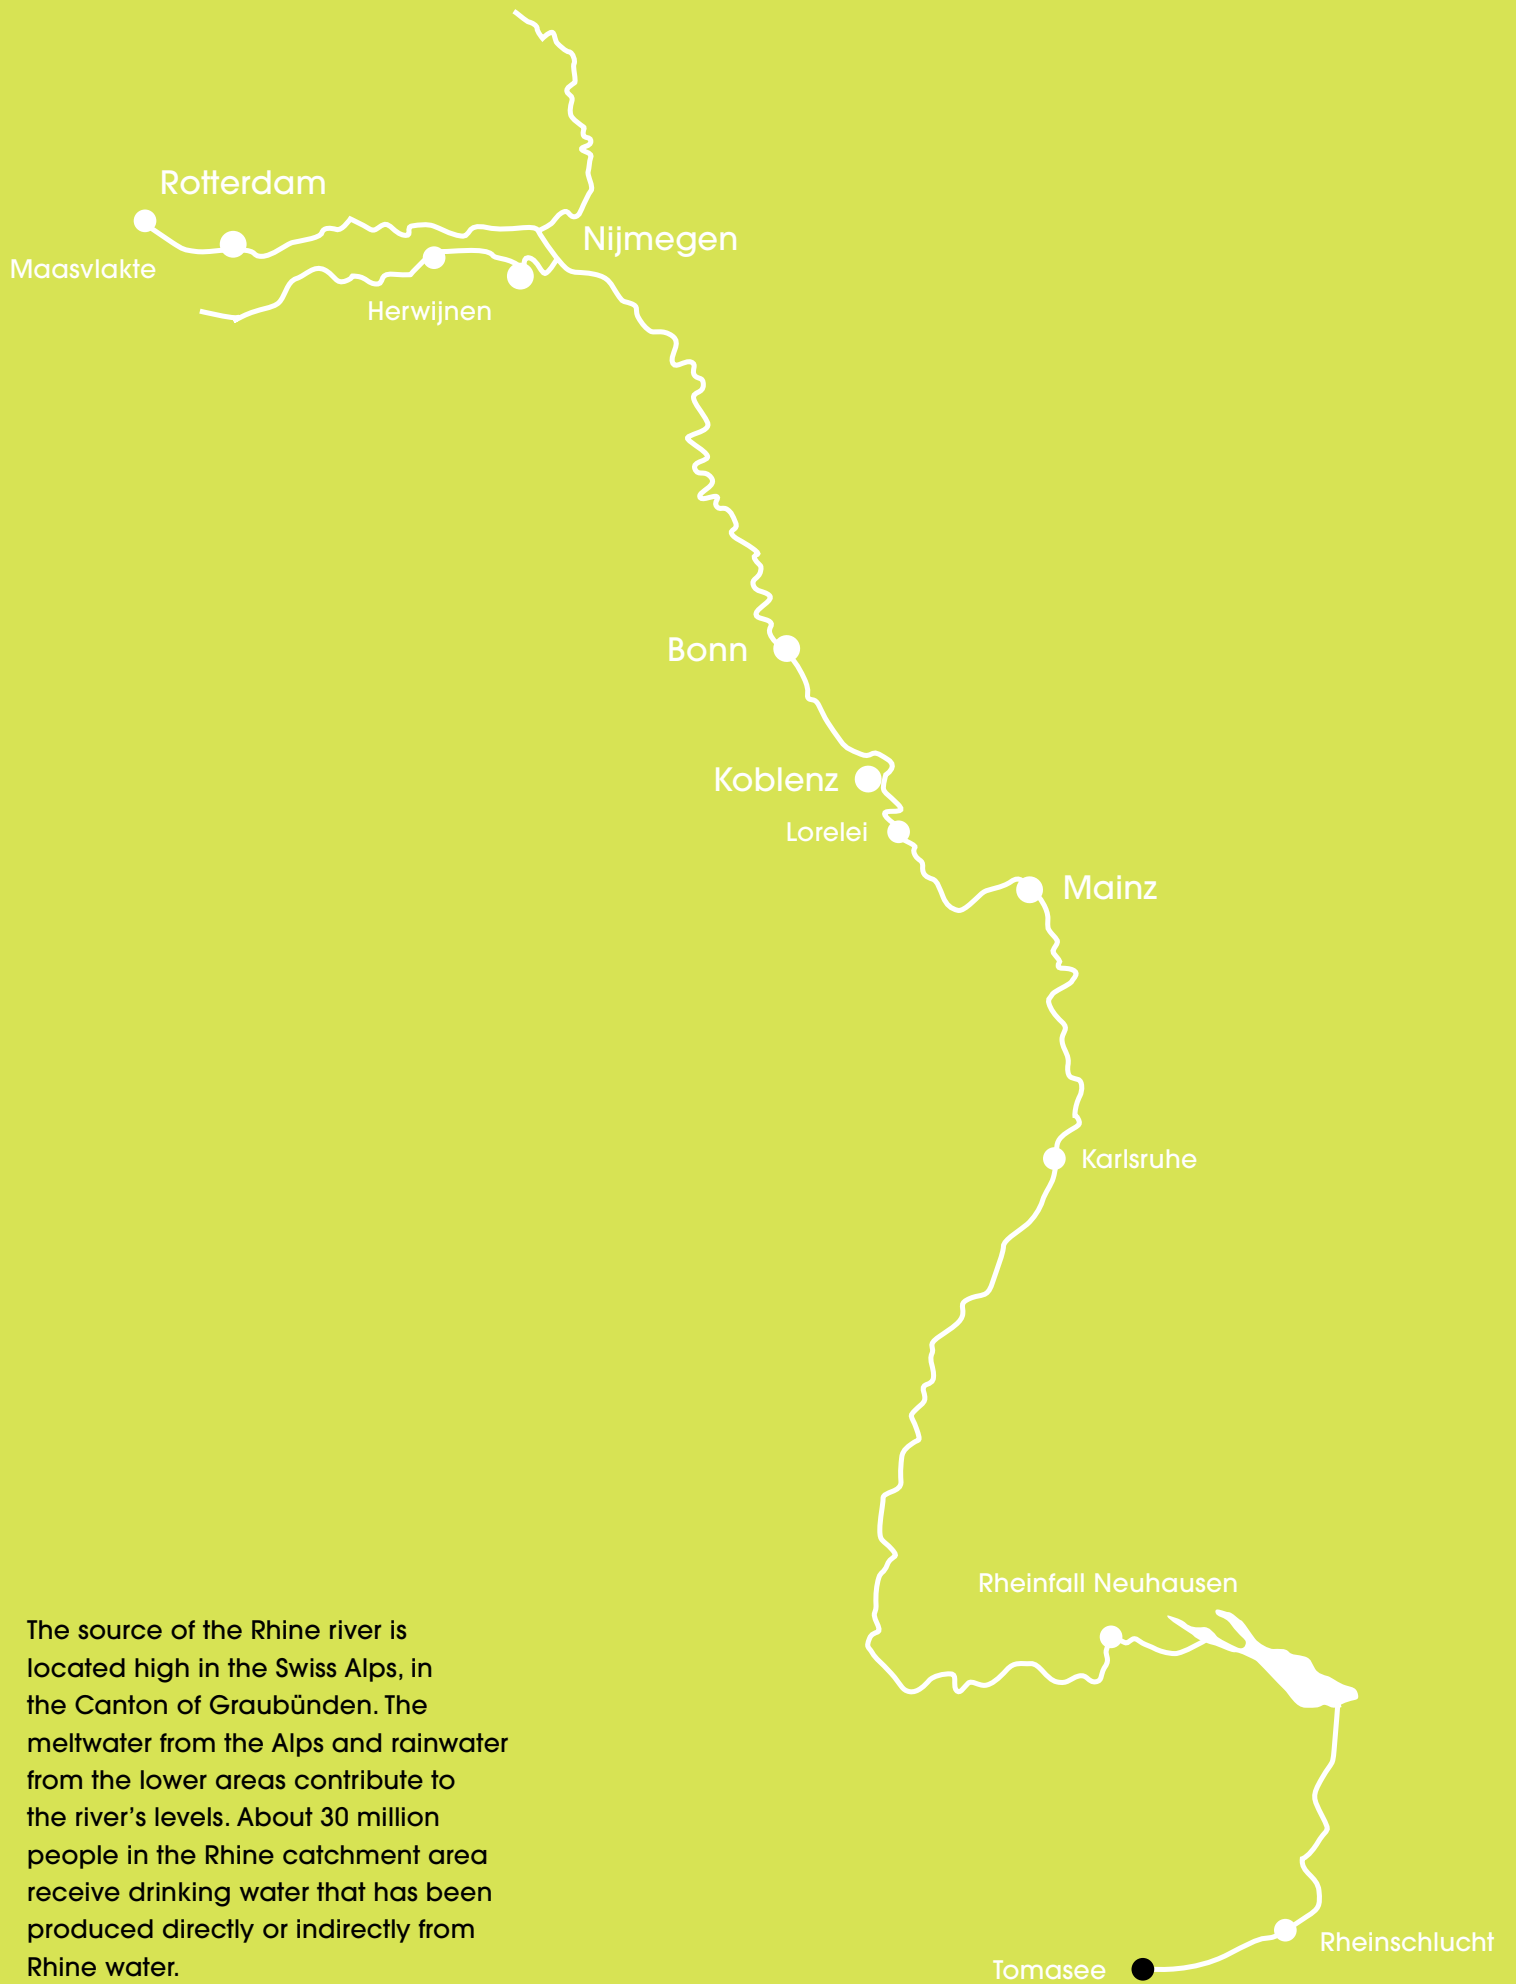 Rotterdam
Nijmegen
Maasvlakte
Herwijnen
Bonn
Koblenz
Lorelei
Mainz
Karlsruhe
Rheinfall Neuhausen
The source of the Rhine river is
located high in the Swiss Alps, in
the Canton of Graubünden. The
meltwater from the Alps and rainwater
from the lower areas contribute to
the river’s levels. About 30 million
people in the Rhine catchment area
receive drinking water that has been
produced directly or indirectly from
Rhine water.
Rheinschlucht
Tomasee